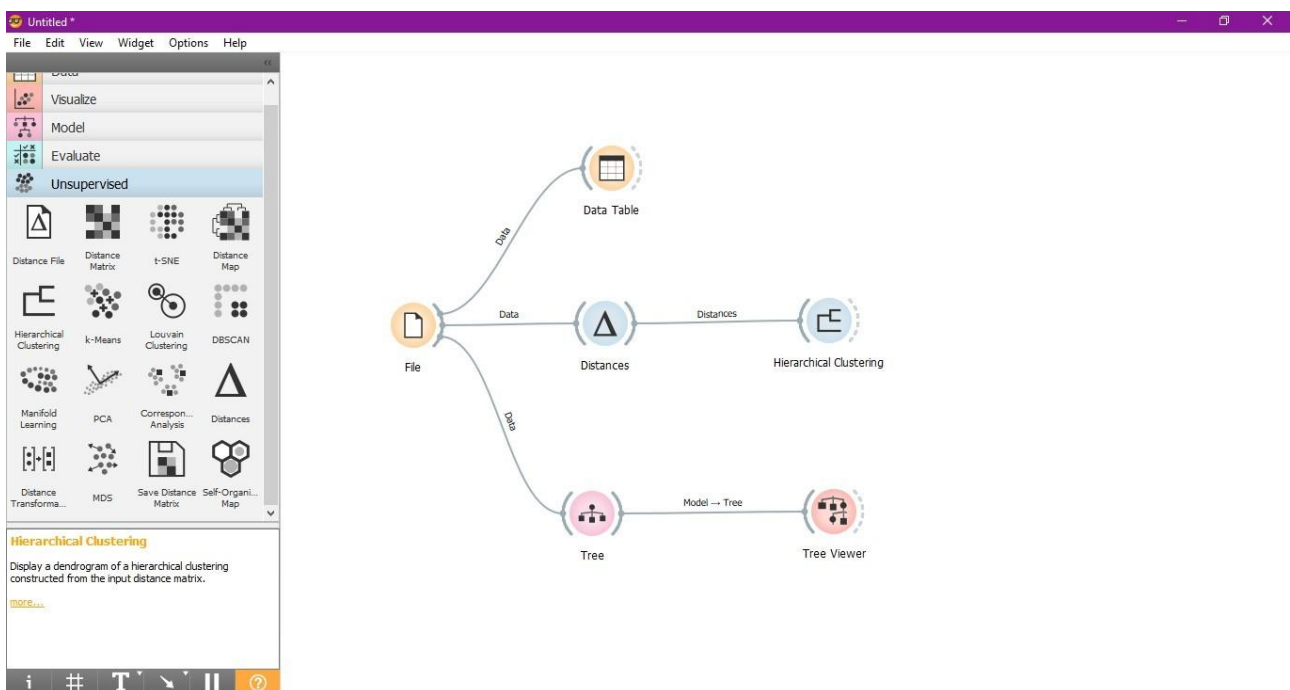 Untitled *
File Edit View Widget Options Help
Data
Visualize
Model
Evaluate
Unsupervised
Distance File
Distance
Matrix
t-SNE
Distance
Map
Hierarchical
Clustering
k-Means
Louvain
Clustering
DBSCAN
Manifold
Learning
PCA
Correspon...
Analysis
Distances
Distance
Transforma...
MDS
Save Distance
Matrix
Self-Organi...
Map
Hierarchical Clustering
Display a dendrogram of a hierarchical clustering
constructed from the input distance matrix.
more...
Data Table
Data
File
Data
Distances
Distances
Hierarchical Clustering
Data
Tree
Model → Tree
Tree Viewer